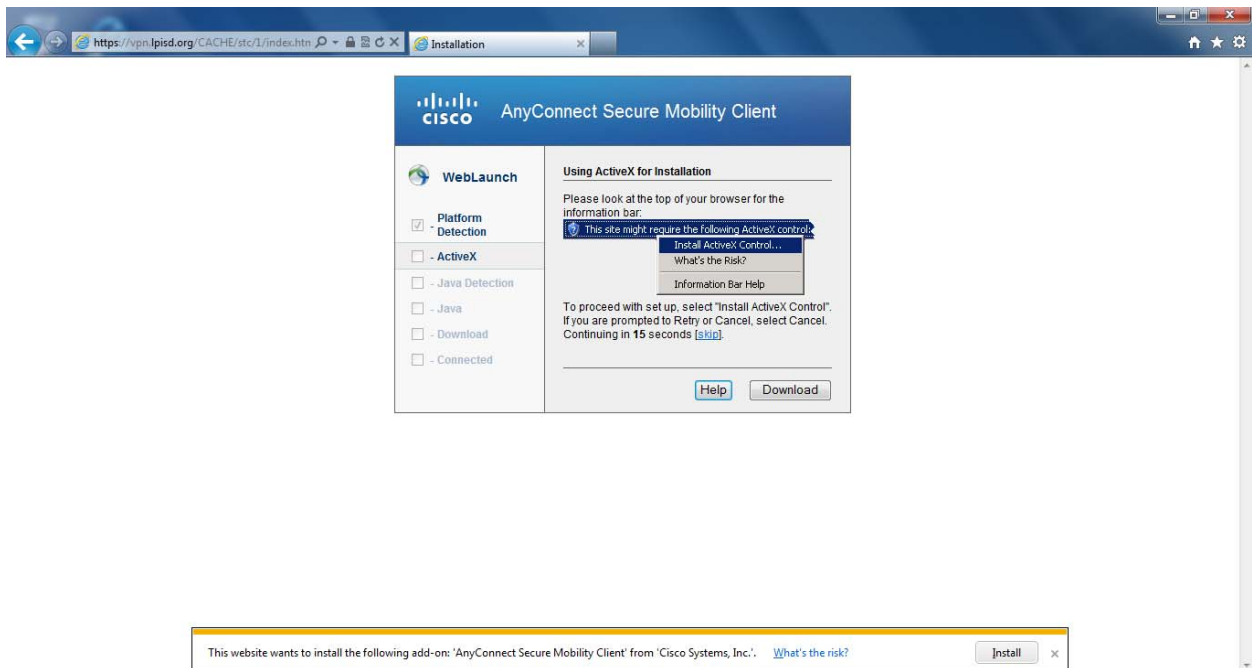 https://vpn.lpisd.org/CACHE/stc/1/index.htn
Installation
CISCO
AnyConnect Secure Mobility Client
WebLaunch
- Platform
Detection
- ActiveX
- Java Detection
- Java
- Download
- Connected
Using ActiveX for Installation
Please look at the top of your browser for the
information bar:
This site might require the following ActiveX control:
Install ActiveX Control...
What's the Risk?
Information Bar Help
To proceed with set up, select "Install ActiveX Control".
If you are prompted to Retry or Cancel, select Cancel.
Continuing in 15 seconds [skip].
Help
Download
This website wants to install the following add-on: 'AnyConnect Secure Mobility Client' from 'Cisco Systems, Inc.'. What's the risk?
Install